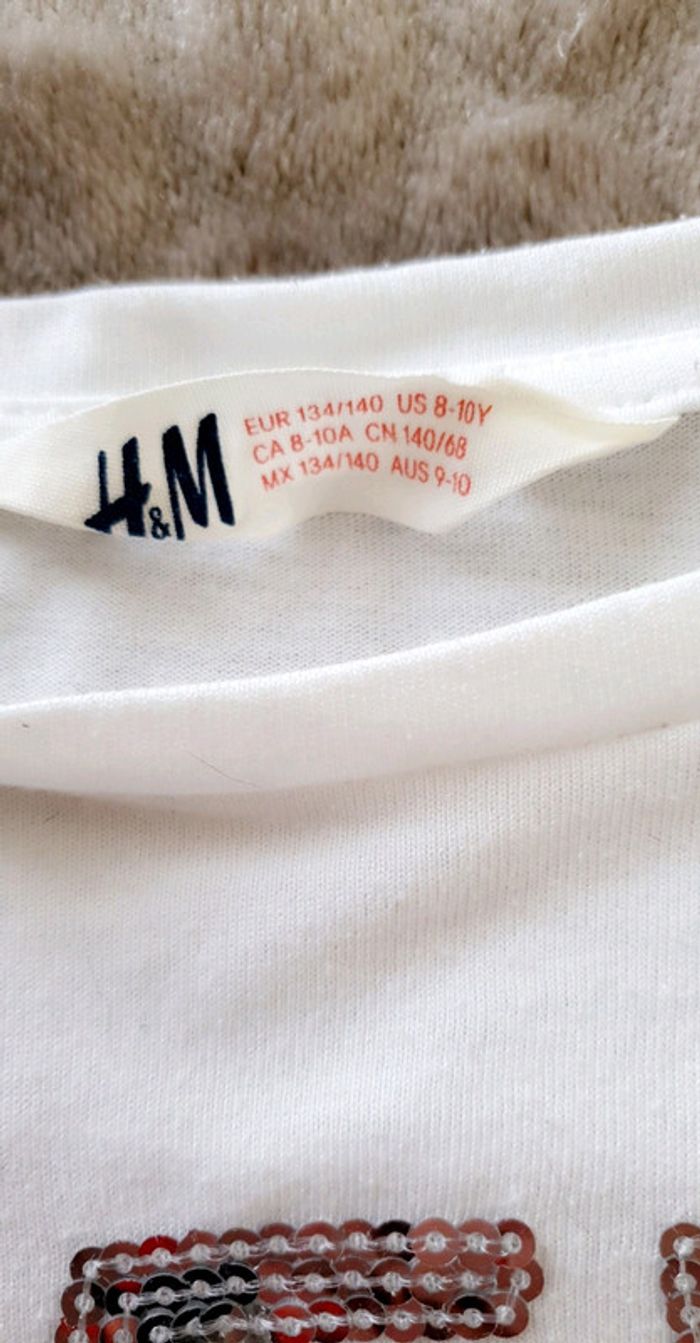 H&M
EUR 134/140 US 8-10Y
CA 8-10A CN 140/68
MX 134/140 AUS 9-10